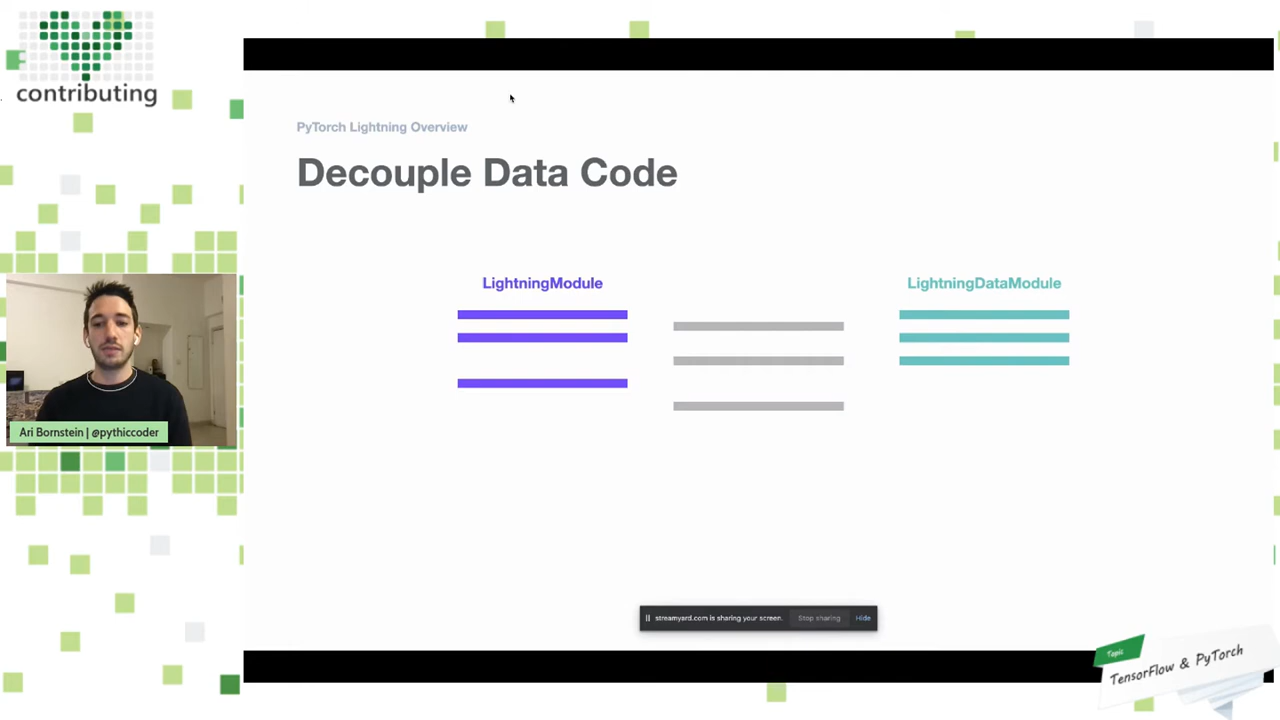 contributing
PyTorch Lightning Overview
Decouple Data Code
LightningModule
LightningDataModule
Ari Bornstein | @pythiccoder
streamyard.com is sharing your screen.
Stop sharing
Hide
Topic
TensorFlow & PyTorch